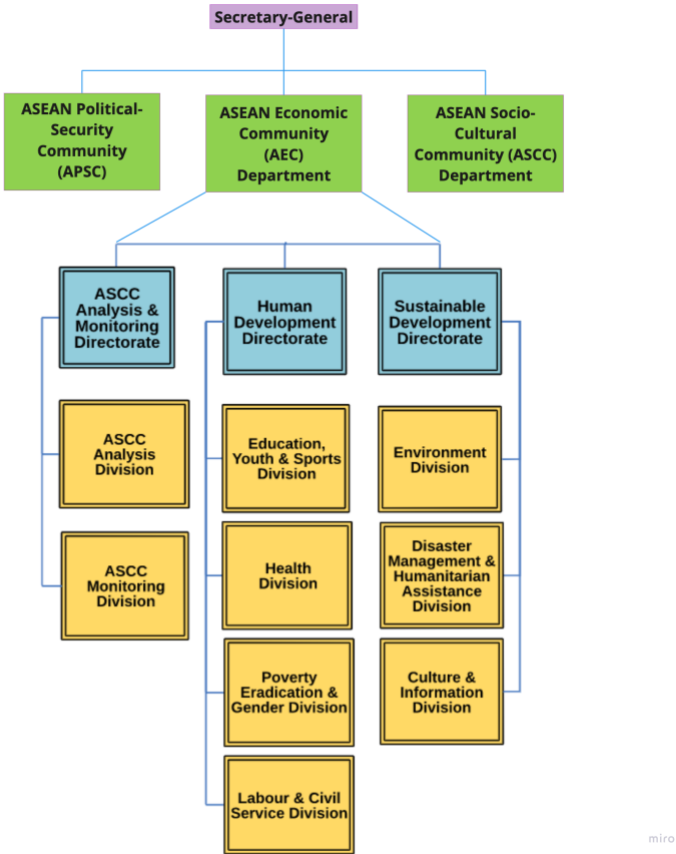 Secretary-General
ASEAN Political-
Security
Community
(APSC)
ASEAN Economic
Community
(AEC)
Department
ASEAN Socio-
Cultural
Community (ASCC)
Department
ASCC
Analysis &
Monitoring
Directorate
Human
Development
Directorate
Sustainable
Development
Directorate
ASCC
Analysis
Division
Education,
Youth & Sports
Division
Environment
Division
ASCC
Monitoring
Division
Health
Division
Disaster
Management &
Humanitarian
Assistance
Division
Poverty
Eradication &
Gender Division
Culture &
Information
Division
Labour & Civil
Service Division
miro